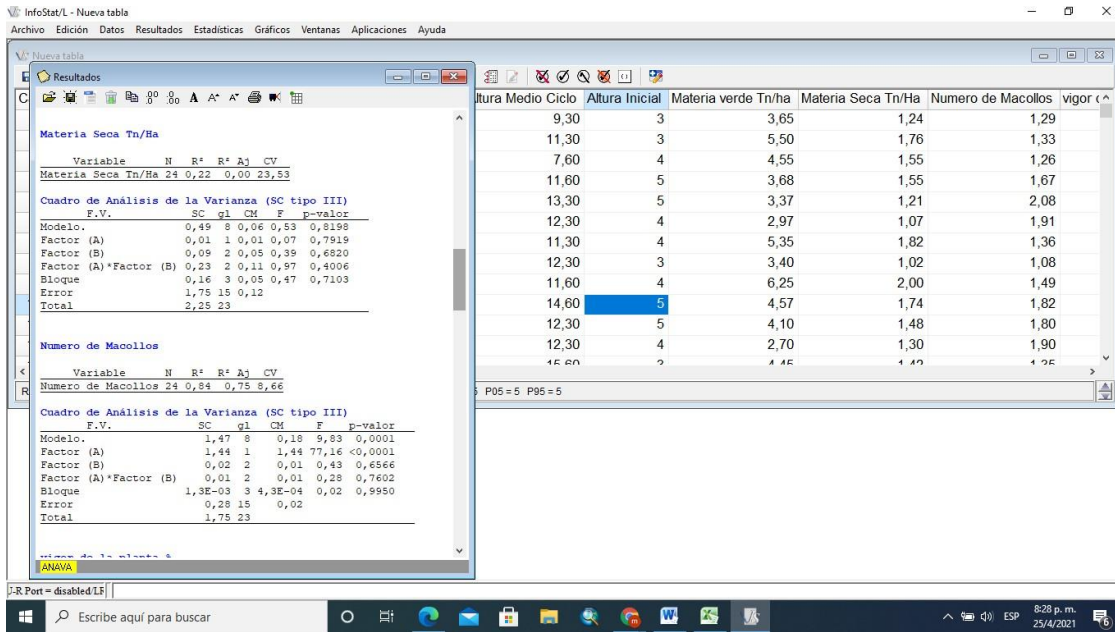 InfoStat/L - Nueva tabla
Archivo Edición Datos Resultados Estadísticas Gráficos Ventanas Aplicaciones Ayuda
Nueva tabla
Resultados
Materia Seca Tn/Ha
Variable N R² R² Aj CV
Materia Seca Tn/Ha 24 0,22 0,00 23,53
Cuadro de Análisis de la Varianza (SC tipo III)
F.V. SC gl CM F p-valor
Modelo. 0,49 8 0,06 0,53 0,8198
Factor (A) 0,01 1 0,01 0,07 0,7919
Factor (B) 0,09 2 0,05 0,39 0,6820
Factor (A)*Factor (B) 0,23 2 0,11 0,97 0,4006
Bloque 0,16 3 0,05 0,47 0,7103
Error 1,75 15 0,12
Total 2,25 23
Numero de Macollos
Variable N R² R² Aj CV
Numero de Macollos 24 0,84 0,75 8,66
Cuadro de Análisis de la Varianza (SC tipo III)
F.V. SC gl CM F p-valor
Modelo. 1,47 8 0,18 9,83 0,0001
Factor (A) 1,44 1 1,44 77,16 <0,0001
Factor (B) 0,02 2 0,01 0,43 0,6566
Factor (A)*Factor (B) 0,01 2 0,01 0,28 0,7602
Bloque 1,3E-03 3 4,3E-04 0,02 0,9950
Error 0,28 15 0,02
Total 1,75 23
ANAVA
ltura Medio Ciclo Altura Inicial Materia verde Tn/ha Materia Seca Tn/Ha Numero de Macollos vigor
9,30 3 3,65 1,24 1,29
11,30 3 5,50 1,76 1,33
7,60 4 4,55 1,55 1,26
11,60 5 3,68 1,55 1,67
13,30 5 3,37 1,21 2,08
12,30 4 2,97 1,07 1,91
11,30 4 5,35 1,82 1,36
12,30 3 3,40 1,02 1,08
11,60 4 6,25 2,00 1,49
14,60 5 4,57 1,74 1,82
12,30 5 4,10 1,48 1,80
12,30 4 2,70 1,30 1,90
P05 = 5 P95 = 5
J-R Port = disabled/LF
Escribe aquí para buscar
ESP
8:28 p. m.
25/4/2021